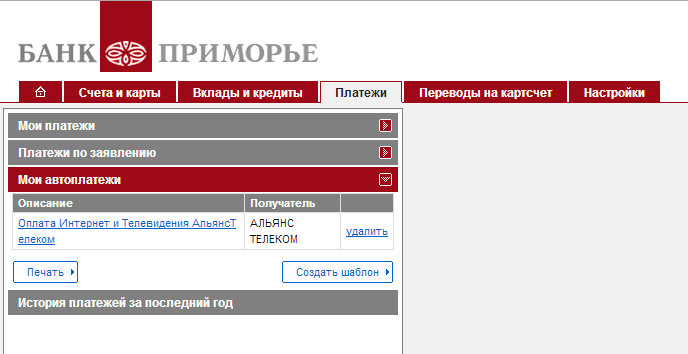 БАНК ПРИМОРЬЕ
Счета и карты Вклады и кредиты Платежи Переводы на картсчет Настройки
Мои платежи
Платежи по заявлению
Мои автоплатежи
Описание Получатель
Оплата Интернет и Телевидения АльянсТ
елеком
АЛЬЯНС
ТЕЛЕКОМ
удалить
Печать Создать шаблон
История платежей за последний год